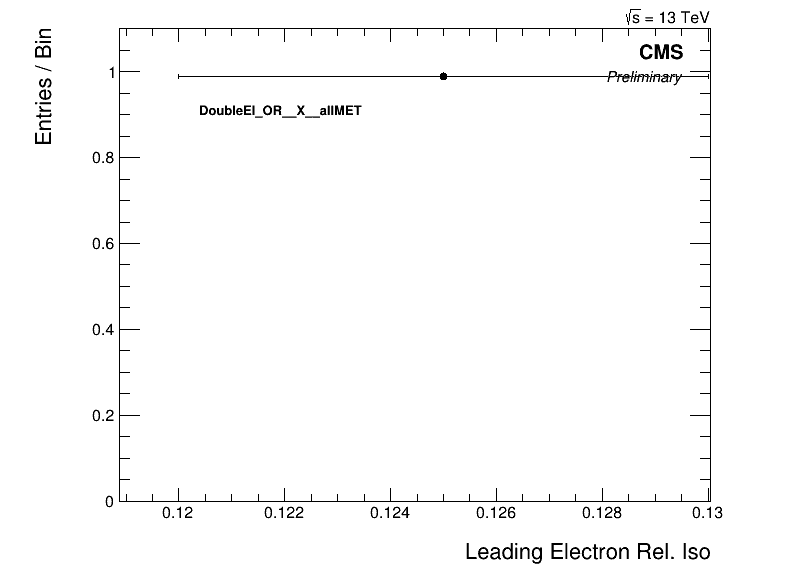 √s = 13 TeV
CMS
Preliminary
DoubleEl_OR__X__allMET
Entries / Bin
1
0.8
0.6
0.4
0.2
0
0.12 0.122 0.124 0.126 0.128 0.13
Leading Electron Rel. Iso